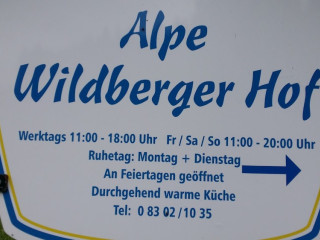 Alpe
Wildberger Hof
Werktags 11:00 - 18:00 Uhr Fr / Sa / So 11:00 - 20:00 Uhr
Ruhetag: Montag + Dienstag
An Feiertagen geöffnet
Durchgehend warme Küche
Tel: 0 83 02 / 10 35